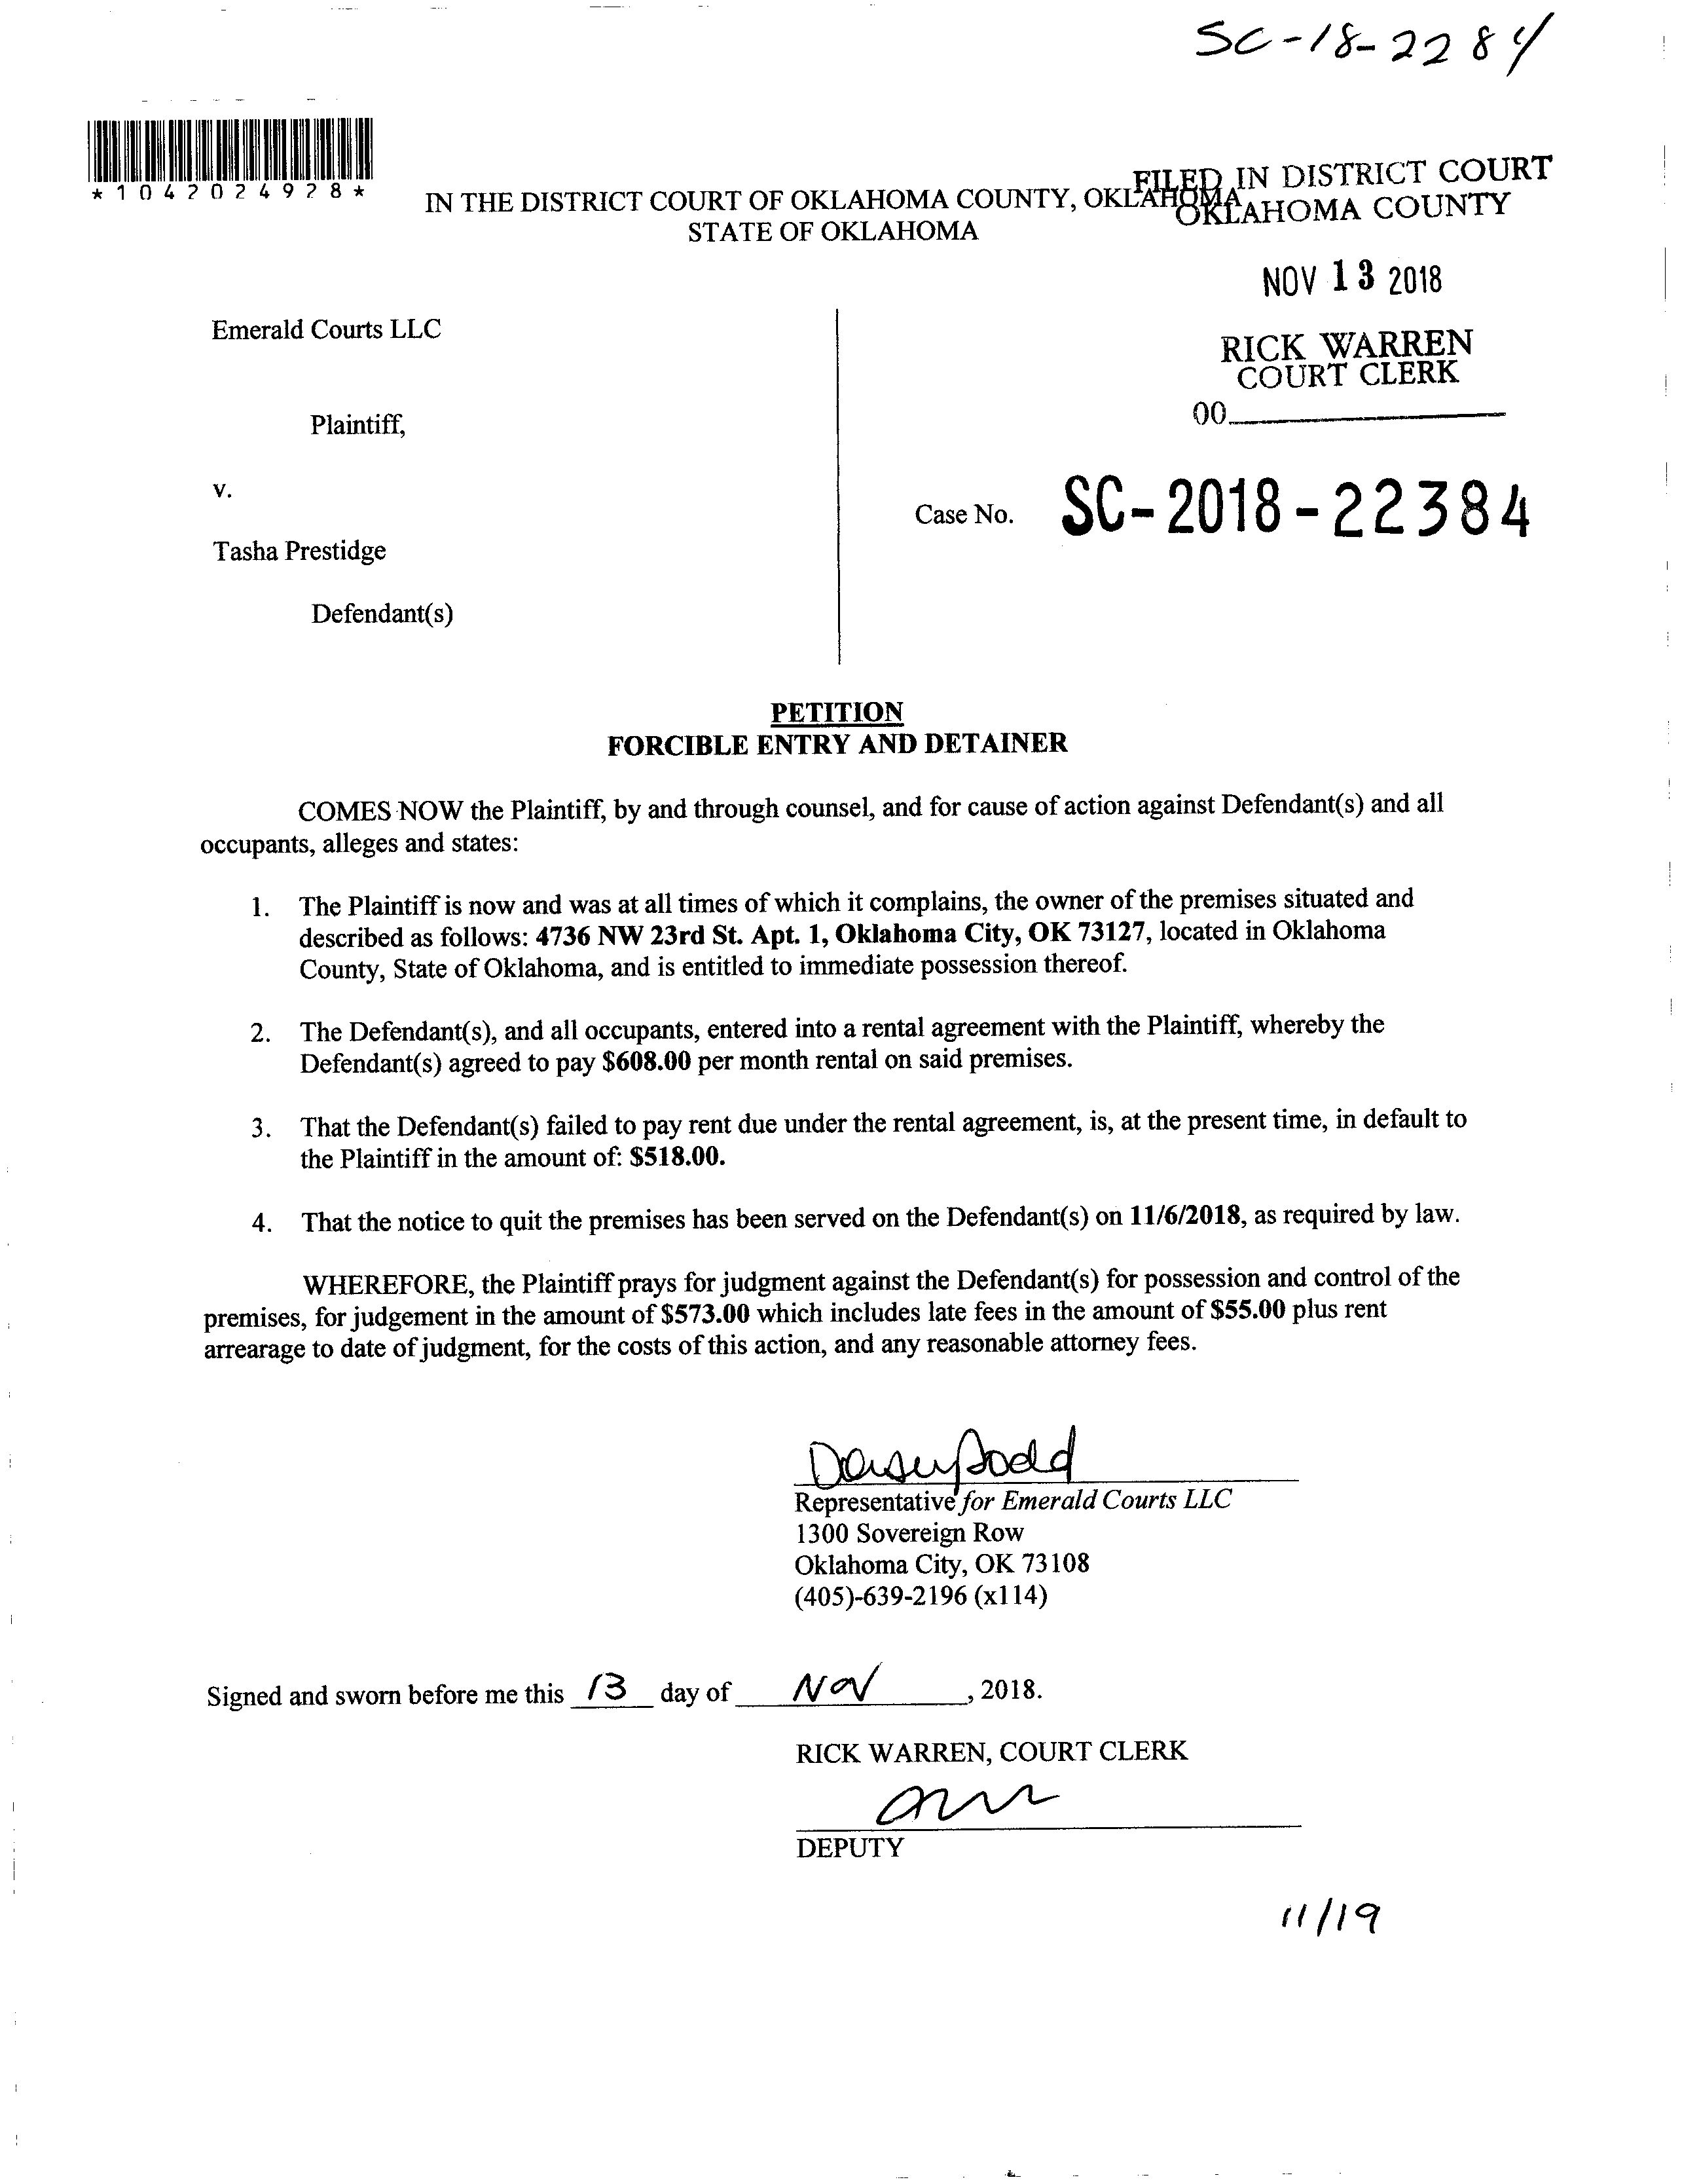 SC-18-2284
*1042024928*
FILED IN DISTRICT COURT
OKLAHOMA COUNTY
IN THE DISTRICT COURT OF OKLAHOMA COUNTY, OKLAHOMA
STATE OF OKLAHOMA
NOV 13 2018
RICK WARREN
COURT CLERK
00
Emerald Courts LLC
Plaintiff,
v.
Case No. SC-2018-22384
Tasha Prestidge
Defendant(s)
PETITION
FORCIBLE ENTRY AND DETAINER
COMES NOW the Plaintiff, by and through counsel, and for cause of action against Defendant(s) and all
occupants, alleges and states:
1. The Plaintiff is now and was at all times of which it complains, the owner of the premises situated and
described as follows: 4736 NW 23rd St. Apt. 1, Oklahoma City, OK 73127, located in Oklahoma
County, State of Oklahoma, and is entitled to immediate possession thereof.
2. The Defendant(s), and all occupants, entered into a rental agreement with the Plaintiff, whereby the
Defendant(s) agreed to pay $608.00 per month rental on said premises.
3. That the Defendant(s) failed to pay rent due under the rental agreement, is, at the present time, in default to
the Plaintiff in the amount of: $518.00.
4. That the notice to quit the premises has been served on the Defendant(s) on 11/6/2018, as required by law.
WHEREFORE, the Plaintiff prays for judgment against the Defendant(s) for possession and control of the
premises, for judgement in the amount of $573.00 which includes late fees in the amount of $55.00 plus rent
arrearage to date of judgment, for the costs of this action, and any reasonable attorney fees.
Representative for Emerald Courts LLC
1300 Sovereign Row
Oklahoma City, OK 73108
(405)-639-2196 (x114)
Signed and sworn before me this 13 day of Nov, 2018.
RICK WARREN, COURT CLERK
DEPUTY
11/19